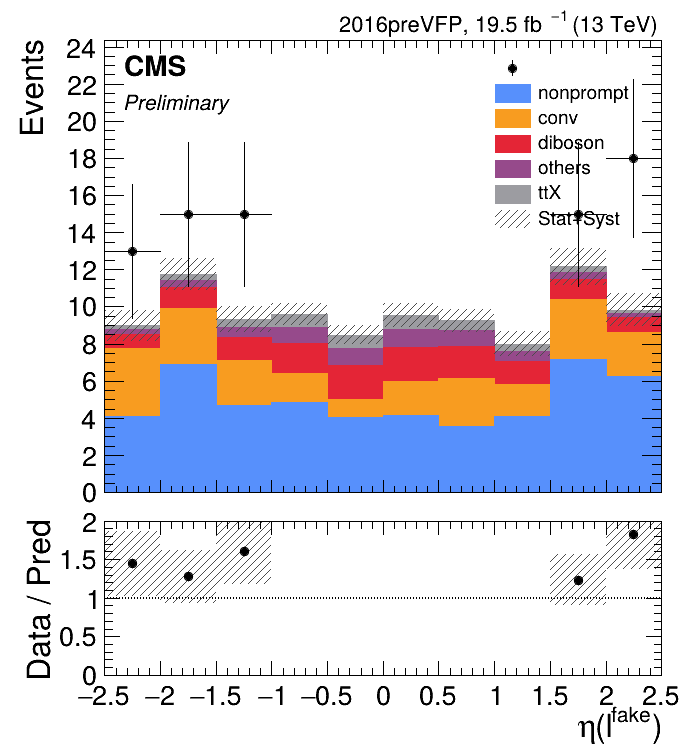 2016preVFP, 19.5 fb ⁻¹ (13 TeV)
CMS
Preliminary
nonprompt
conv
diboson
others
ttX
Stat+Syst
Events
24
22
20
18
16
14
12
10
8
6
4
2
0
Data / Pred
2
1.5
1
0.5
0
−2.5 −2 −1.5 −1 −0.5 0 0.5 1 1.5 2 2.5
η(l^fake)